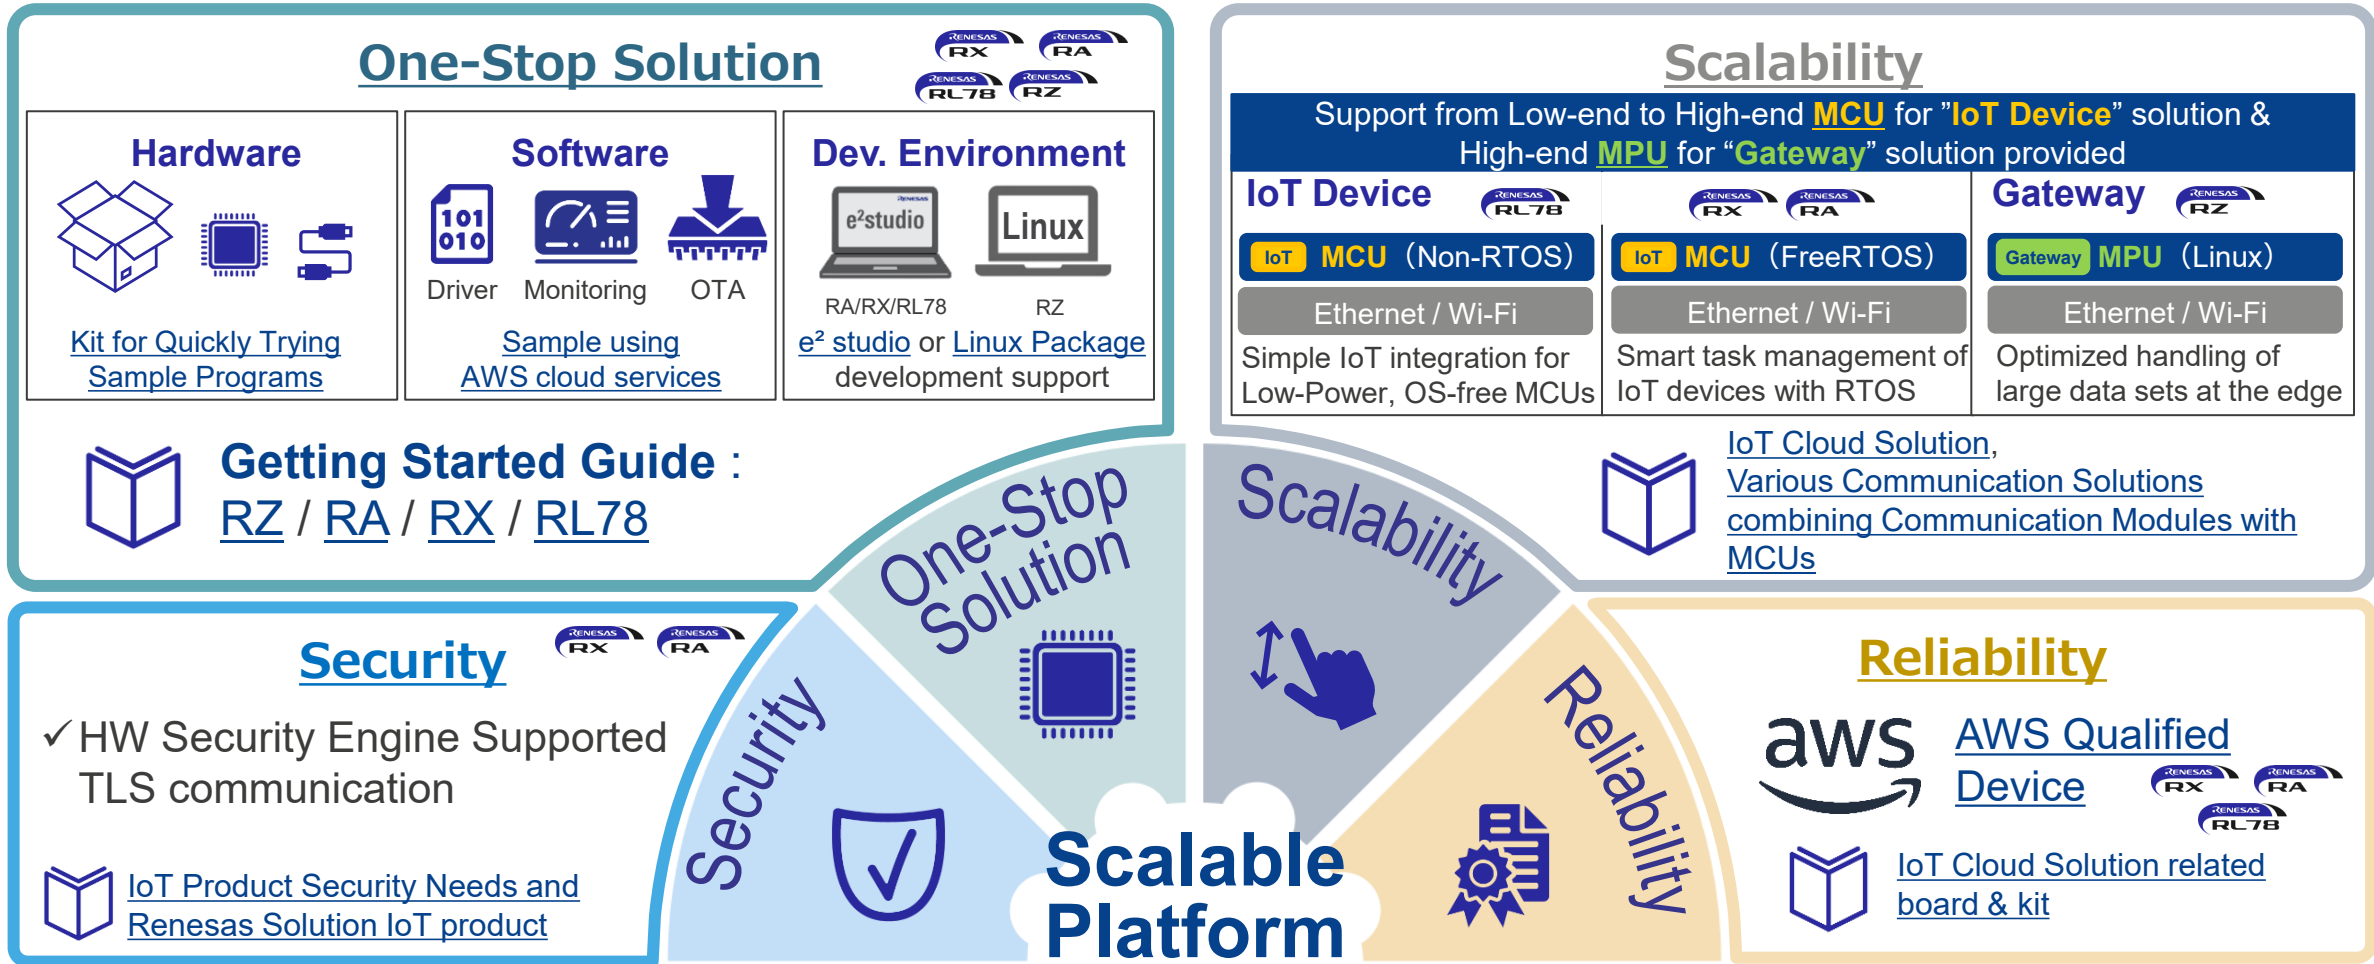 One-Stop Solution
RENESAS RX
RENESAS RA
RENESAS RL78
RENESAS RZ
Hardware
Kit for Quickly Trying
Sample Programs
Software
101
010
Driver
Monitoring
OTA
Sample using
AWS cloud services
Dev. Environment
RENESAS
e²studio
Linux
RA/RX/RL78
RZ
e² studio or Linux Package
development support
Getting Started Guide :
RZ / RA / RX / RL78
Scalability
Support from Low-end to High-end MCU for "IoT Device" solution &
High-end MPU for “Gateway” solution provided
IoT Device
RENESAS RL78
IoT MCU（Non-RTOS）
Ethernet / Wi-Fi
Simple IoT integration for
Low-Power, OS-free MCUs
RENESAS RX
RENESAS RA
IoT MCU（FreeRTOS）
Ethernet / Wi-Fi
Smart task management of
IoT devices with RTOS
Gateway
RENESAS RZ
Gateway MPU（Linux）
Ethernet / Wi-Fi
Optimized handling of
large data sets at the edge
IoT Cloud Solution,
Various Communication Solutions
combining Communication Modules with
MCUs
Security
RENESAS RX
RENESAS RA
✓HW Security Engine Supported
TLS communication
IoT Product Security Needs and
Renesas Solution IoT product
Security
One-Stop
Solution
Scalability
Reliability
Scalable
Platform
Reliability
aws
AWS Qualified
Device
RENESAS RX
RENESAS RA
RENESAS RL78
IoT Cloud Solution related
board & kit